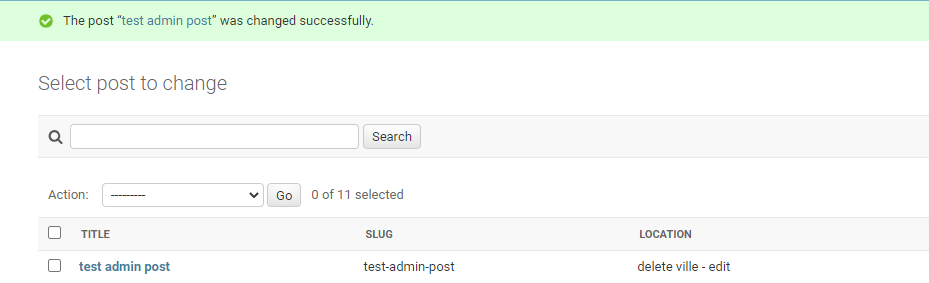 The post “test admin post” was changed successfully.
Select post to change
Search
Action: --------- Go 0 of 11 selected
TITLE SLUG LOCATION
test admin post test-admin-post delete ville - edit